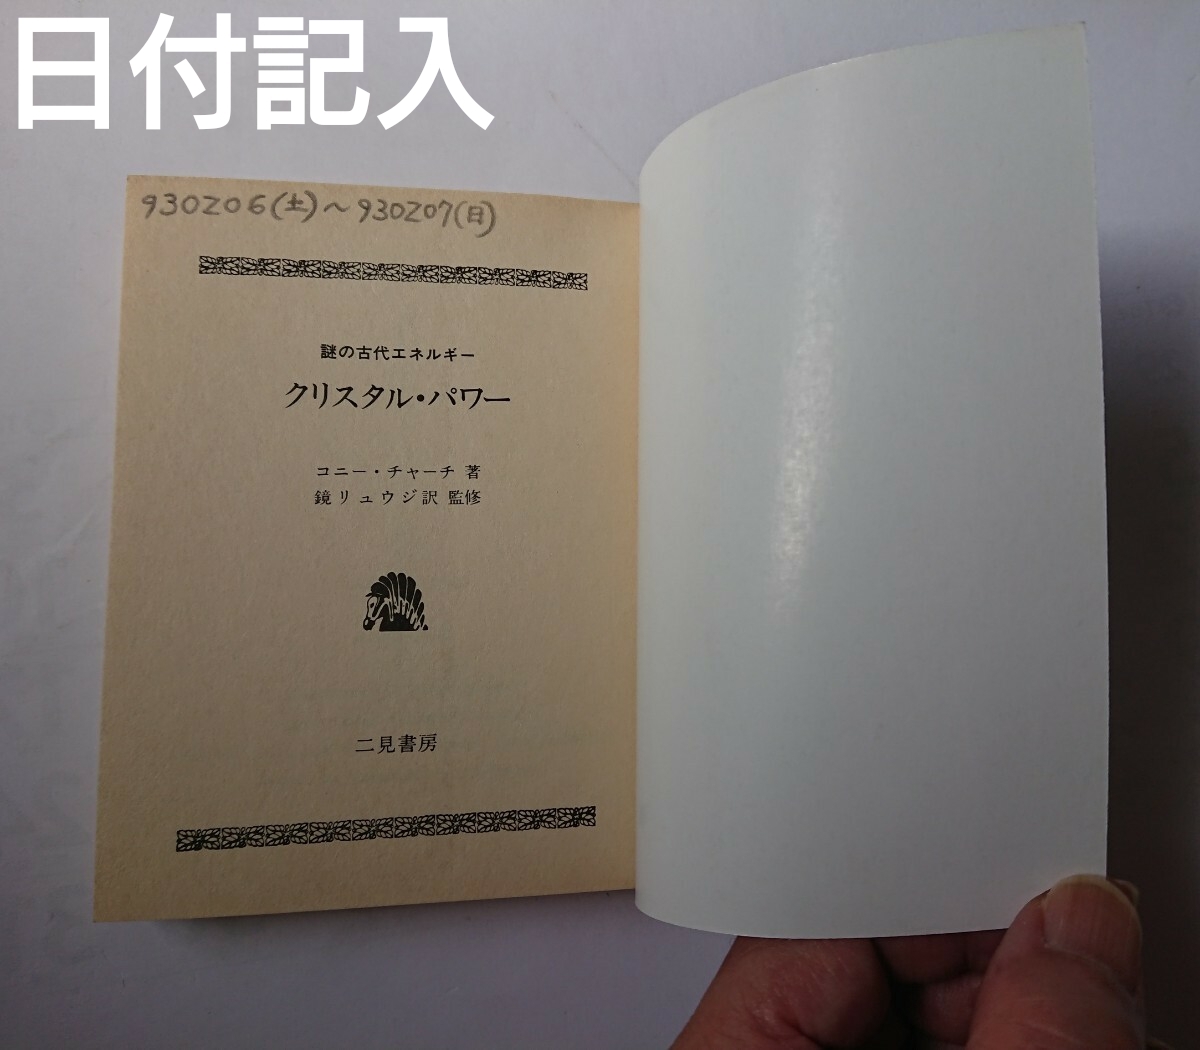 日付記入
930206(土)～930207(日)
謎の古代エネルギー
クリスタル・パワー
コニー・チャーチ 著
鏡リュウジ訳 監修
二見書房